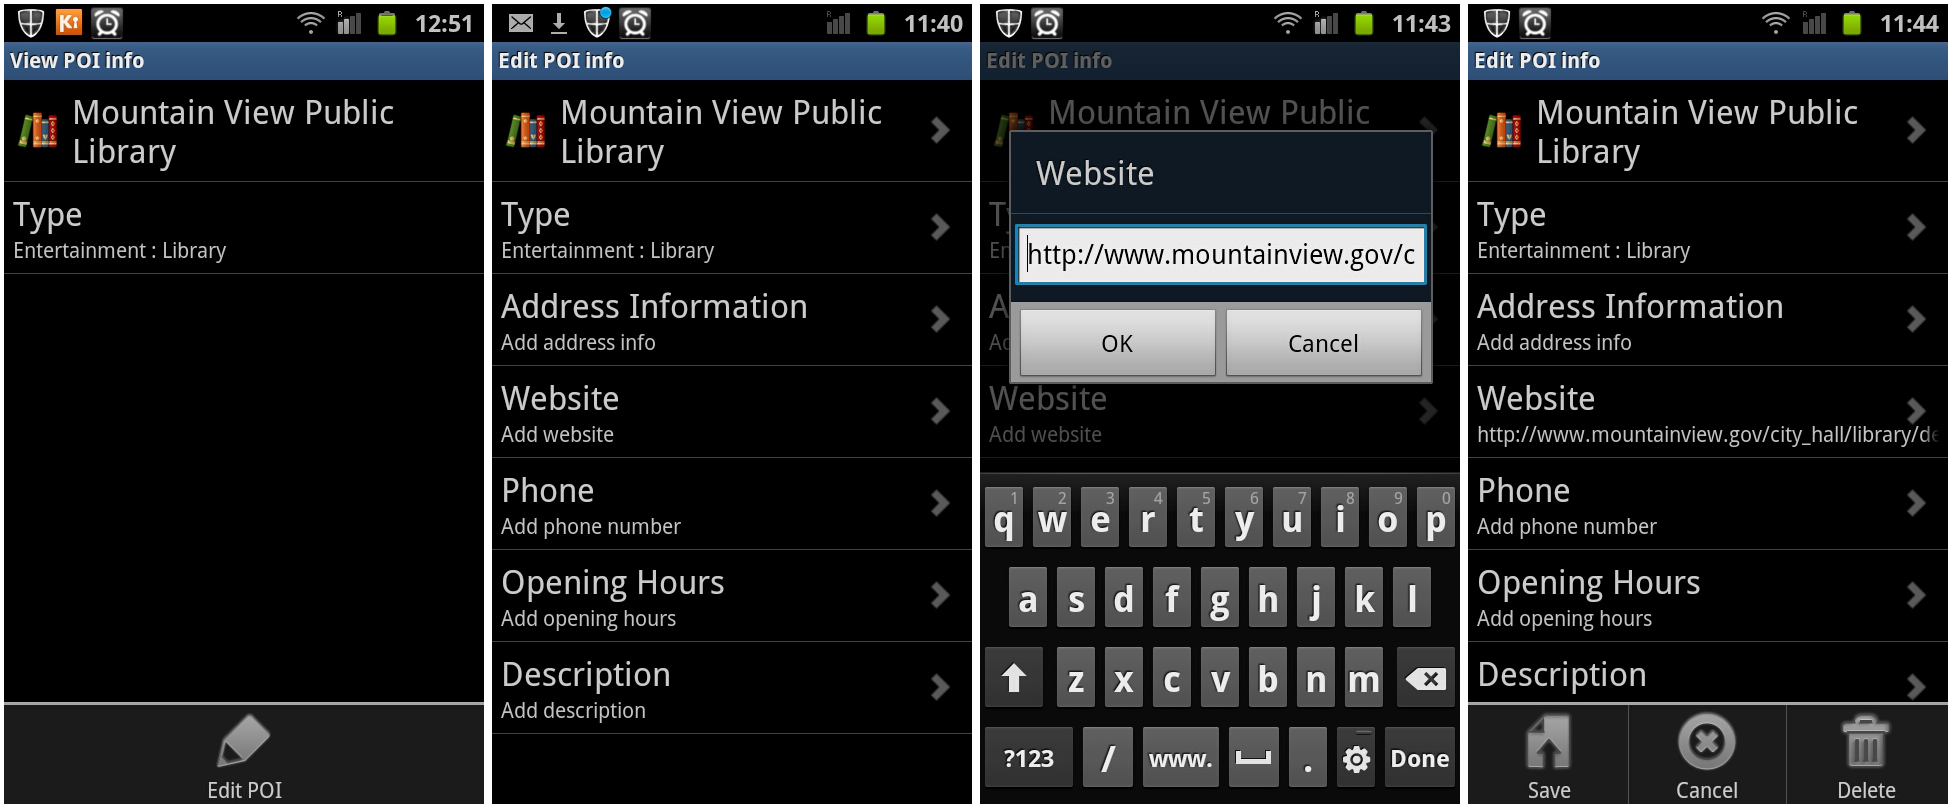 12:51
View POI info
Mountain View Public
Library
Type
Entertainment : Library
Edit POI
11:40
Edit POI info
Mountain View Public
Library
Type
Entertainment : Library
Address Information
Add address info
Website
Add website
Phone
Add phone number
Opening Hours
Add opening hours
Description
Add description
R
11:43
Edit POI info
Mountain View Public
Website
http://www.mountainview.gov/c
OK
Cancel
Website
Add website
1 2 3 4 5 6 7 8 9 0
q w e r t y u i o p
a s d f g h j k l
z x c v b n m
?123 / www. . Done
R
11:44
Edit POI info
Mountain View Public
Library
Type
Entertainment : Library
Address Information
Add address info
Website
http://www.mountainview.gov/city_hall/library/de
Phone
Add phone number
Opening Hours
Add opening hours
Description
Save
Cancel
Delete